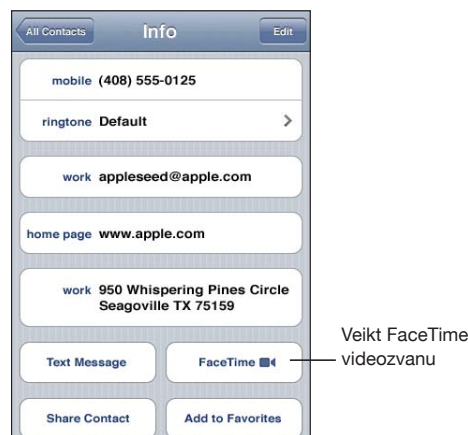 All Contacts Info Edit
mobile (408) 555-0125
ringtone Default
work appleseed@apple.com
home page www.apple.com
work 950 Whispering Pines Circle
Seagoville TX 75159
Text Message FaceTime
Veikt FaceTime
videozvanu
Share Contact Add to Favorites